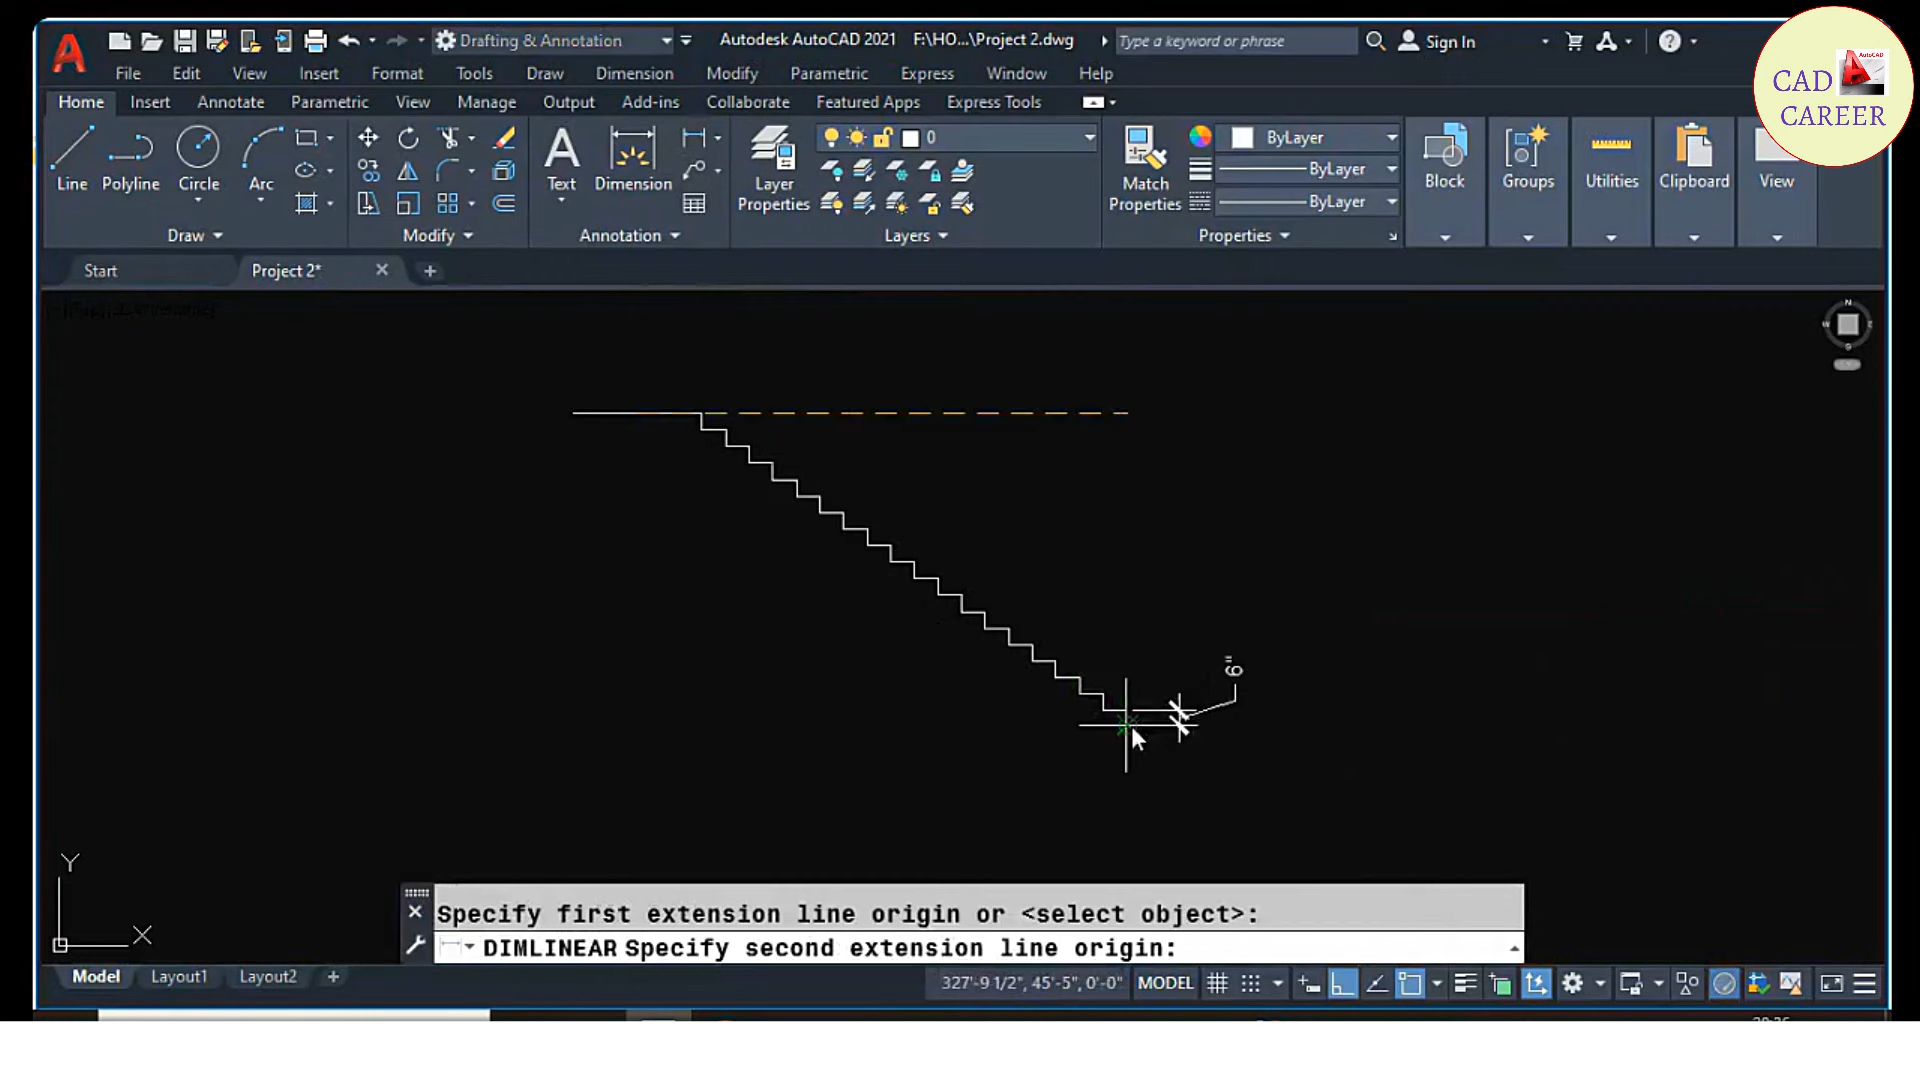 Drafting & Annotation
Autodesk AutoCAD 2021 F:\HO...\Project 2.dwg
Type a keyword or phrase
Sign In
CAD
CAREER
AutoCAD
File Edit View Insert Format Tools Draw Dimension Modify Parametric Express Window Help
Home Insert Annotate Parametric View Manage Output Add-ins Collaborate Featured Apps Express Tools
0
ByLayer
ByLayer
ByLayer
Line Polyline Circle Arc
Text Dimension
Layer
Properties
Match
Properties
Block Groups Utilities Clipboard View
Draw Modify Annotation Layers Properties
Start Project 2*
N
S
6"
Y
X
Specify first extension line origin or <select object>:
DIMLINEAR Specify second extension line origin:
Model Layout1 Layout2 +
327'-9 1/2", 45'-5", 0'-0" MODEL